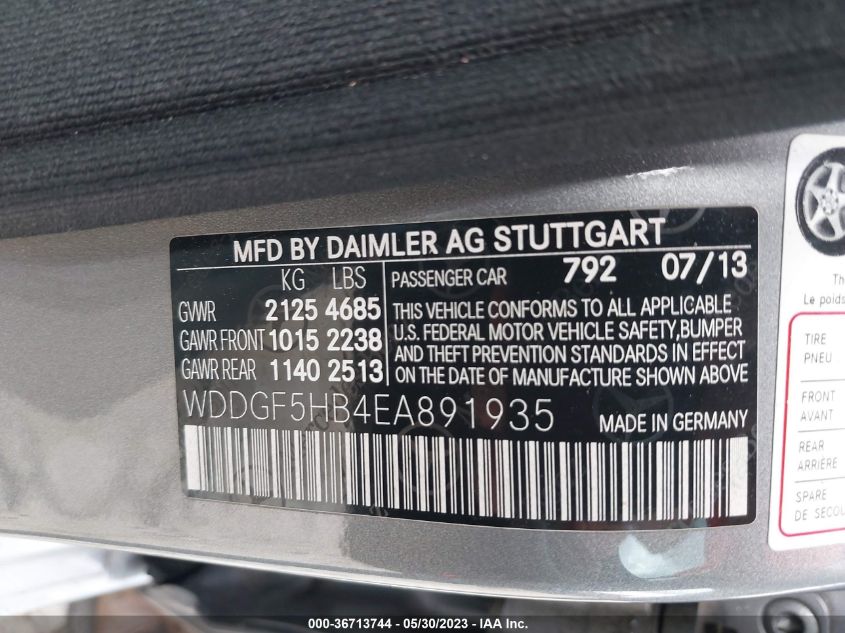 MFD BY DAIMLER AG STUTTGART
KG LBS
GVWR 2125 4685
GAWR FRONT 1015 2238
GAWR REAR 1140 2513
PASSENGER CAR 792 07/13
THIS VEHICLE CONFORMS TO ALL APPLICABLE
U.S. FEDERAL MOTOR VEHICLE SAFETY,BUMPER
AND THEFT PREVENTION STANDARDS IN EFFECT
ON THE DATE OF MANUFACTURE SHOWN ABOVE
WDDGF5HB4EA891935 MADE IN GERMANY
Le poids
TIRE
PNEU
FRONT
AVANT
REAR
ARRIÈRE
SPARE
DE
000-36713744 - 05/30/2023 - IAA Inc.